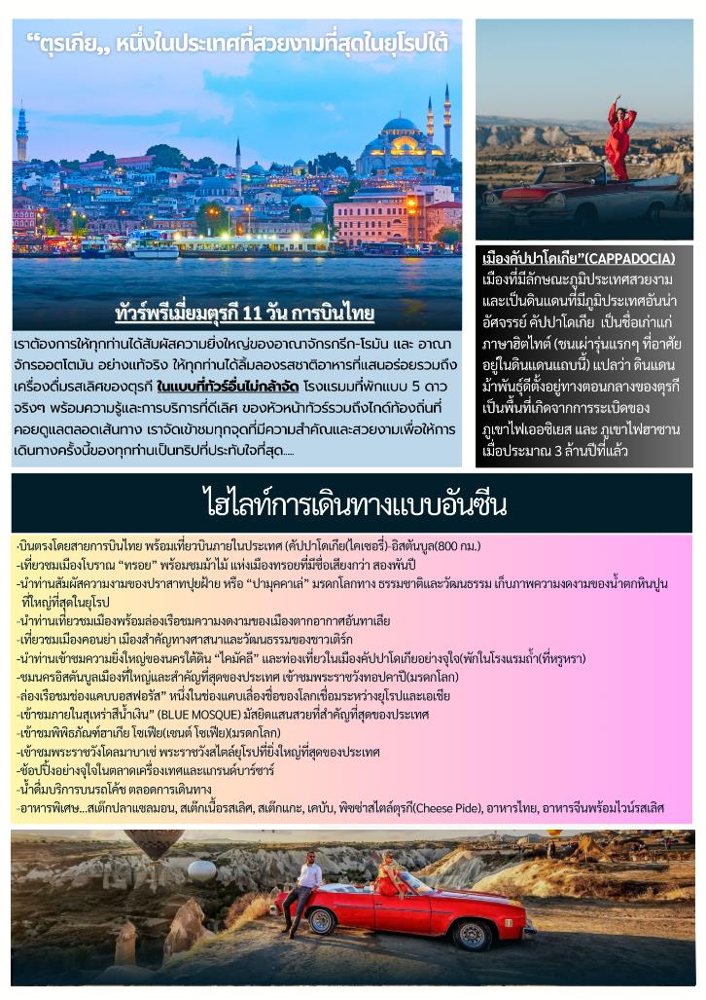 “ตุรเกีย„ หนึ่งในประเทศที่สวยงามที่สุดในยุโรปใต้
ทัวร์พรีเมี่ยมตุรกี 11 วัน การบินไทย
เราต้องการให้ทุกท่านได้สัมผัสความยิ่งใหญ่ของอาณาจักรกรีก-โรมัน และ อาณา
จักรออตโตมัน อย่างแท้จริง ให้ทุกท่านได้ลิ้มลองรสชาติอาหารที่แสนอร่อยรวมถึง
เครื่องดื่มรสเลิศของตุรกี ในแบบที่ทัวร์อื่นไม่กล้าจัด โรงแรมที่พักแบบ 5 ดาว
จริงๆ พร้อมความรู้และการบริการที่ดีเลิศ ของหัวหน้าทัวร์รวมถึงไกด์ท้องถิ่นที่
คอยดูแลตลอดเส้นทาง เราจัดเข้าชมทุกจุดที่มีความสำคัญและสวยงามเพื่อให้การ
เดินทางครั้งนี้ของทุกท่านเป็นทริปที่ประทับใจที่สุด.....
เมืองคัปปาโดเกีย”(CAPPADOCIA)
เมืองที่มีลักษณะภูมิประเทศสวยงาม
และเป็นดินแดนที่มีภูมิประเทศอันน่า
อัศจรรย์ คัปปาโดเกีย เป็นชื่อเก่าแก่
ภาษาฮิตไทต์ (ชนเผ่ารุ่นแรกๆ ที่อาศัย
อยู่ในดินแดนแถบนี้) แปลว่า ดินแดน
ม้าพันธุ์ดีตั้งอยู่ทางตอนกลางของตุรกี
เป็นพื้นที่เกิดจากการระเบิดของ
ภูเขาไฟเออซิเยส และ ภูเขาไฟฮาซาน
เมื่อประมาณ 3 ล้านปีที่แล้ว
ไฮไลท์การเดินทางแบบอันซีน
-บินตรงโดยสายการบินไทย พร้อมเที่ยวบินภายในประเทศ (คัปปาโดเกีย(ไคเซอรี่)-อิสตันบูล(800 กม.)
-เที่ยวชมเมืองโบราณ “ทรอย” พร้อมชมม้าไม้ แห่งเมืองทรอยที่มีชื่อเสียงกว่า สองพันปี
-นำท่านสัมผัสความงามของปราสาทปุยฝ้าย หรือ “ปามุคคาเล่” มรดกโลกทาง ธรรมชาติและวัฒนธรรม เก็บภาพความงดงามของน้ำตกหินปูน
ที่ใหญ่ที่สุดในยุโรป
-นำท่านเที่ยวชมเมืองพร้อมล่องเรือชมความงดงามของเมืองตากอากาศอันทาเลีย
-เที่ยวชมเมืองคอนย่า เมืองสำคัญทางศาสนาและวัฒนธรรมของชาวเติร์ก
-นำท่านเข้าชมความยิ่งใหญ่ของนครใต้ดิน “ไคมัคลี” และท่องเที่ยวในเมืองคัปปาโดเกียอย่างจุใจ(พักในโรงแรมถ้ำ(ที่หรูหรา)
-ชมนครอิสตันบูลเมืองที่ใหญ่และสำคัญที่สุดของประเทศ เข้าชมพระราชวังทอปคาปี(มรดกโลก)
-ล่องเรือชมช่องแคบบอสฟอรัส” หนึ่งในช่องแคบเลื่องชื่อของโลกเชื่อมระหว่างยุโรปและเอเซีย
-เข้าชมภายในสุเหร่าสีน้ำเงิน” (BLUE MOSQUE) มัสยิดแสนสวยที่สำคัญที่สุดของประเทศ
-เข้าชมพิพิธภัณฑ์ฮาเกีย โซเฟีย(เซนต์ โซเฟีย)(มรดกโลก)
-เข้าชมพระราชวังโดลมาบาเช่ พระราชวังสไตล์ยุโรปที่ยิ่งใหญ่ที่สุดของประเทศ
-ช้อปปิ้งอย่างจุใจในตลาดเครื่องเทศและแกรนด์บาร์ซาร์
-น้ำดื่มบริการบนรถโค้ช ตลอดการเดินทาง
-อาหารพิเศษ...สเต๊กปลาแซลมอน, สเต๊กเนื้อรสเลิศ, สเต๊กแกะ, เคบับ, พิซซ่าสไตล์ตุรกี(Cheese Pide), อาหารไทย, อาหารจีนพร้อมไวน์รสเลิศ